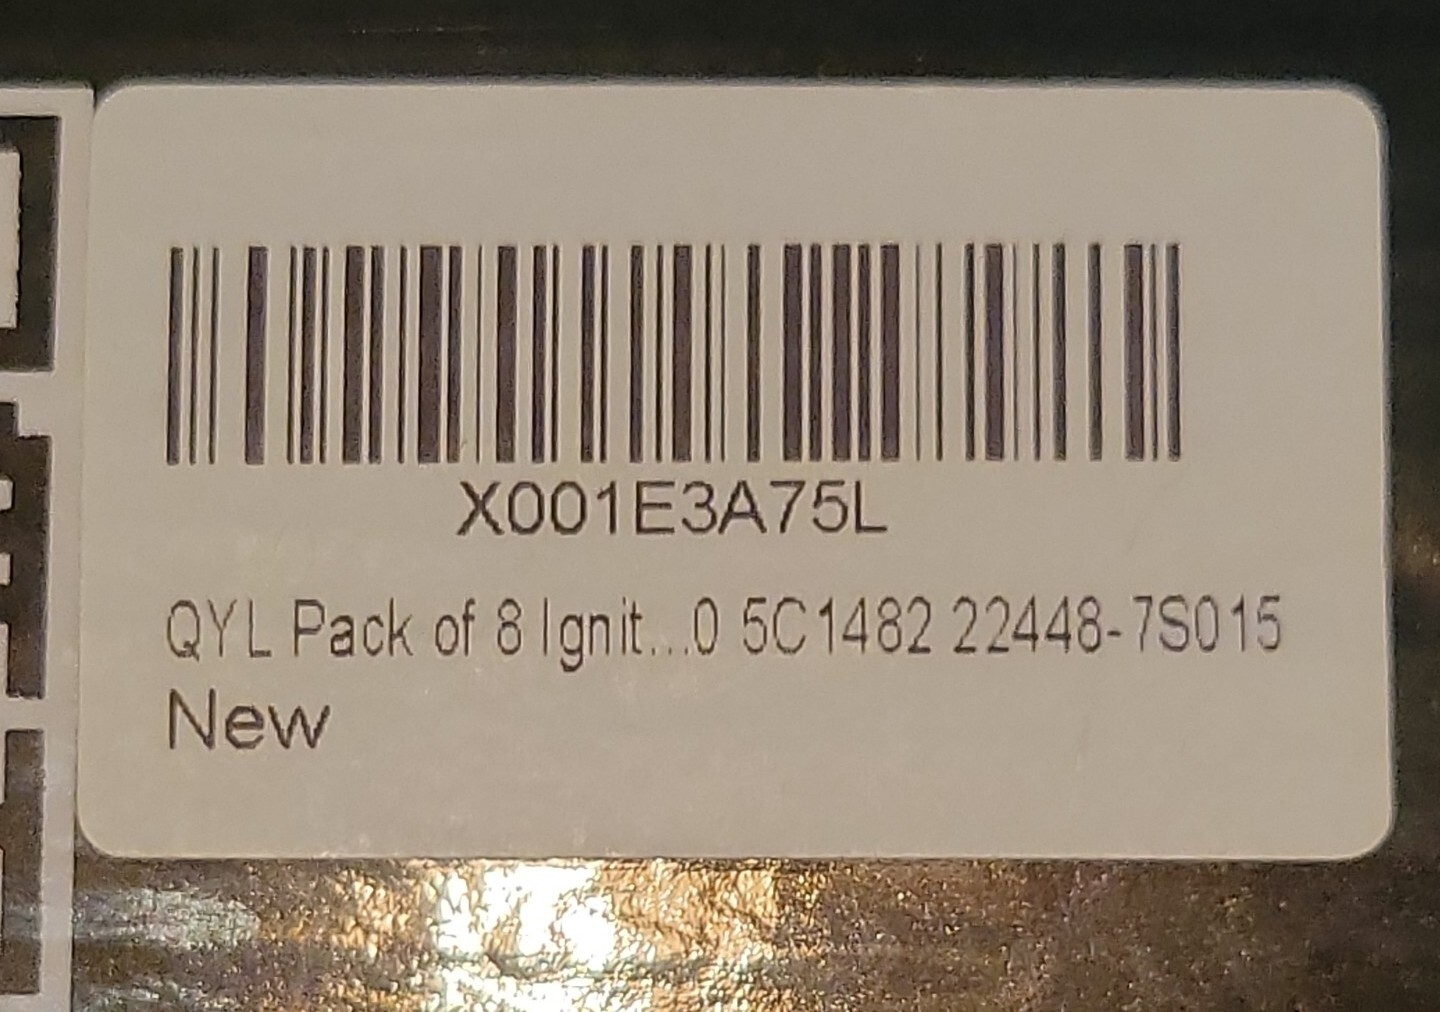 X001E3A75L
QYL Pack of 8 Ignit...0 5C1482 22448-7S015
New